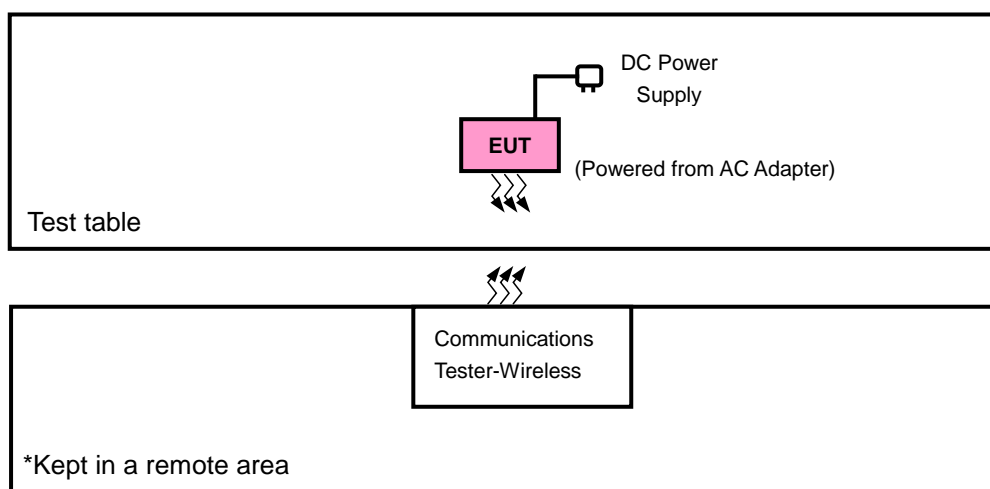 DC Power
Supply
EUT
(Powered from AC Adapter)
Test table
Communications
Tester-Wireless
*Kept in a remote area